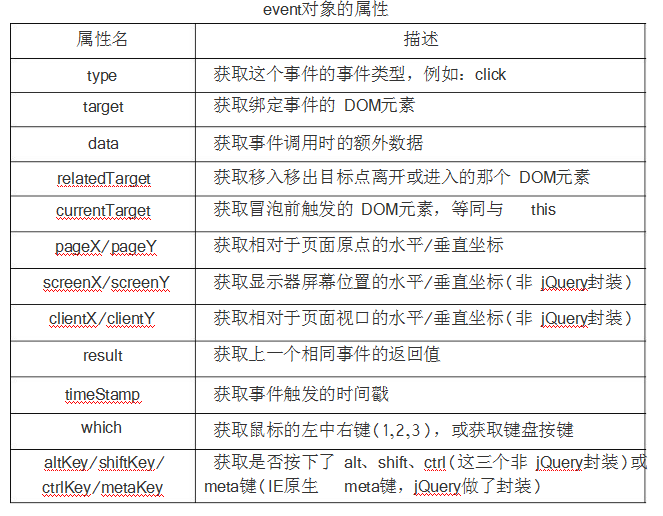 event对象的属性
属性名 描述
type 获取这个事件的事件类型，例如：click
target 获取绑定事件的 DOM元素
data 获取事件调用时的额外数据
relatedTarget 获取移入移出目标点离开或进入的那个 DOM元素
currentTarget 获取冒泡前触发的 DOM元素，等同与 this
pageX/pageY 获取相对于页面原点的水平/垂直坐标
screenX/screenY 获取显示器屏幕位置的水平/垂直坐标(非 jQuery封装)
clientX/clientY 获取相对于页面视口的水平/垂直坐标(非 jQuery封装)
result 获取上一个相同事件的返回值
timeStamp 获取事件触发的时间戳
which 获取鼠标的左中右键(1,2,3)，或获取键盘按键
altKey/shiftKey/ 获取是否按下了 alt、shift、ctrl(这三个非 jQuery封装)或
ctrlKey/metaKey meta键(IE原生 meta键，jQuery做了封装)